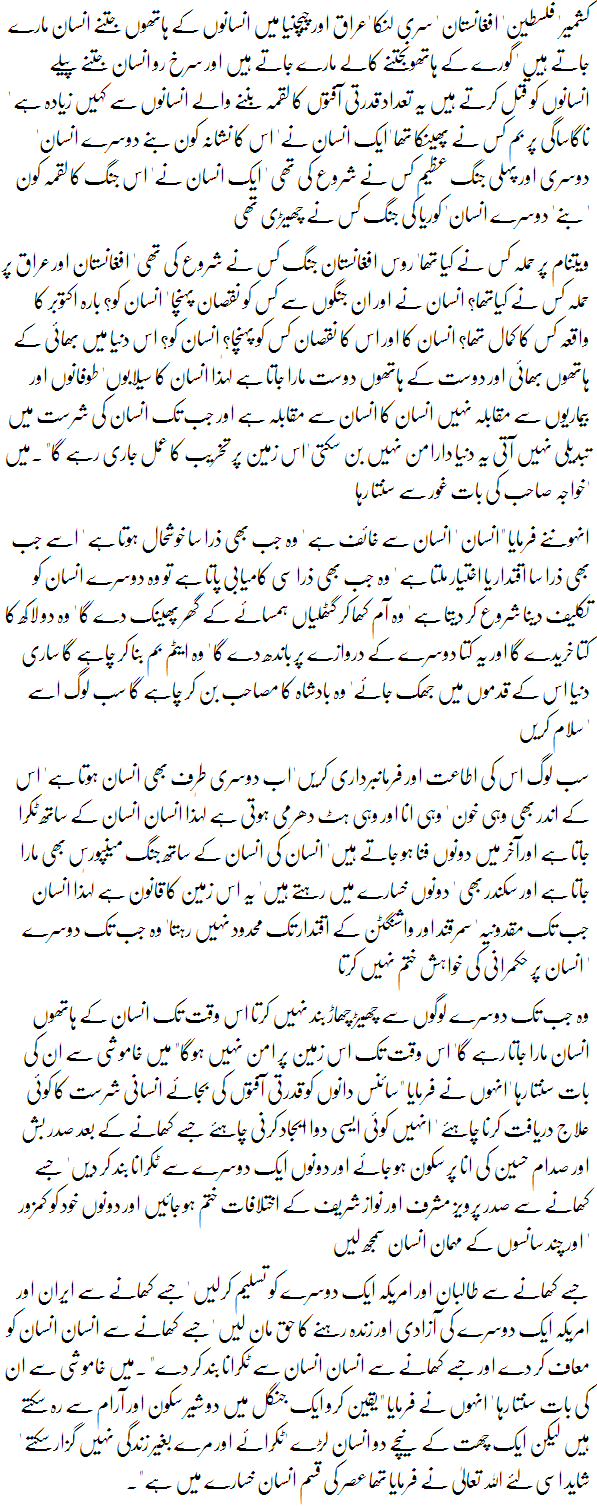 کشمیر' فلسطین' افغانستان' سری لنکا 'عراق اور چیچنیا میں انسانوں کے ہاتھوں جتنے انسان مارے
جاتے ہیں' گورے کے ہاتھو ںجتنے کالے مارے جاتے ہیں اور سرخ رو انسان جتنے پیلے
انسانوں کو قتل کرتے ہیں یہ تعداد قدرتی آفتوں کا لقمہ بننے والے انسانوں سے کہیں زیادہ ہے'
ناگاساگی پر بم کس نے پھینکا تھا'ایک انسان نے' اس کا نشانہ کون بنے دوسرے انسان'
دوسری اور پہلی جنگ عظیم کس نے شروع کی تھی' ایک انسان نے' اس جنگ کا لقمہ کون
'بنے' دوسرے انسان' کوریا کی جنگ کس نے چھیڑی تھی
ویتنام پر حملہ کس نے کیا تھا' روس افغانستان جنگ کس نے شروع کی تھی' افغانستان اور عراق پر
حملہ کس نے کیا تھا؟ انسان نے اور ان جنگوں سے کس کو نقصان پہنچا' انسان کو؟ بارہ اکتوبر کا
واقعہ کس کا کمال تھا؟ انسان کا اور اس کا نقصان کس کو پہنچا؟ انسان کو؟ اس دنیا میں بھائی کے
ہاتھوں بھائی اور دوست کے ہاتھوں دوست مارا جاتا ہے لہٰذا انسان کا سیلابوں' طوفانوں اور
بیماریوں سے مقابلہ نہیں انسان کا انسان سے مقابلہ ہے اور جب تک انسان کی شرست میں
تبدیلی نہیں آتی یہ دنیا دارامن نہیں بن سکتی' اس زمین پر تخریب کا عمل جاری رہے گا"۔ میں
'خواجہ صاحب کی بات غور سے سنتا رہا
انہوںنے فرمایا "انسان' انسان سے خائف ہے' وہ جب بھی ذرا سا خوشحال ہوتا ہے' اسے جب
بھی ذرا سا اقتدار یا اختیار ملتا ہے' وہ جب بھی ذرا سی کامیابی پاتا ہے تو وہ دوسرے انسان کو
تکلیف دینا شروع کر دیتا ہے' وہ آم کھا کر گٹھلیاں ہمسائے کے گھر پھینک دے گا' وہ دو لاکھ کا
کتا خریدے گا اور یہ کتا دوسرے کے دروازے پر باندھ دے گا' وہ ایٹم بم بنا کر چاہے گا ساری
دنیا اس کے قدموں میں جھک جائے' وہ بادشاہ کا مصاحب بن کر چاہے گا سب لوگ اسے
'سلام کریں
سب لوگ اس کی اطاعت اور فرمانبرداری کریں' اب دوسری طرف بھی انسان ہوتا ہے' اس
کے اندر بھی وہی خون' وہی انا اور وہی ہٹ دھرمی ہوتی ہے لہٰذا انسان انسان کے ساتھ ٹکرا
جاتا ہے اور آخر میں دونوں فنا ہو جاتے ہیں' انسان کی انسان کے ساتھ جنگ میںپورس بھی مارا
جاتا ہے اور سکندر بھی' دونوں خسارے میں رہتے ہیں' یہ اس زمین کا قانون ہے لہٰذا انسان
جب تک مقدونیہ' سمرقند اور واشنگٹن کے اقتدار تک محدود نہیں رہتا' وہ جب تک دوسرے
'انسان پر حکمرانی کی خواہش ختم نہیں کرتا
وہ جب تک دوسرے لوگوں سے چھیڑ چھاڑ بند نہیں کرتا اس وقت تک انسان کے ہاتھوں
انسان مارا جاتا رہے گا' اس وقت تک اس زمین پر امن نہیں ہوگا" میں خاموشی سے ان کی
بات سنتا رہا' انہوں نے فرمایا "سائنس دانوں کو قدرتی آفتوں کی بجائے انسانی شرست کا کوئی
علاج دریافت کرنا چاہئے' انہیں کوئی ایسی دوا ایجاد کرنی چاہئے جسے کھانے کے بعد صدر بش
اور صدام حسین کی انا پر سکون ہو جائے اور دونوں ایک دوسرے سے ٹکرانا بند کر دیں' جسے
کھانے سے صدر پرویز مشرف اور نواز شریف کے اختلافات ختم ہو جائیں اور دونوں خود کو کمزور
'اور چند سانسوں کے مہمان انسان سمجھ لیں
جسے کھانے سے طالبان اور امریکہ ایک دوسرے کو تسلیم کرلیں' جسے کھانے سے ایران اور
امریکہ ایک دوسرے کی آزادی اور زندہ رہنے کا حق مان لیں' جسے کھانے سے انسان انسان کو
معاف کر دے اور جسے کھانے سے انسان انسان سے ٹکرانا بند کر دے"۔ میں خاموشی سے ان
کی بات سنتا رہا' انہوں نے فرمایا "یقین کرو ایک جنگل میں دو شیر سکون اور آرام سے رہ سکتے
ہیں لیکن ایک چھت کے نیچے دو انسان لڑے' ٹکرائے اور مرے بغیر زندگی نہیں گزار سکتے'
شاید اسی لئے اللہ تعالیٰ نے فرمایا تھا عصر کی قسم انسان خسارے میں ہے"۔